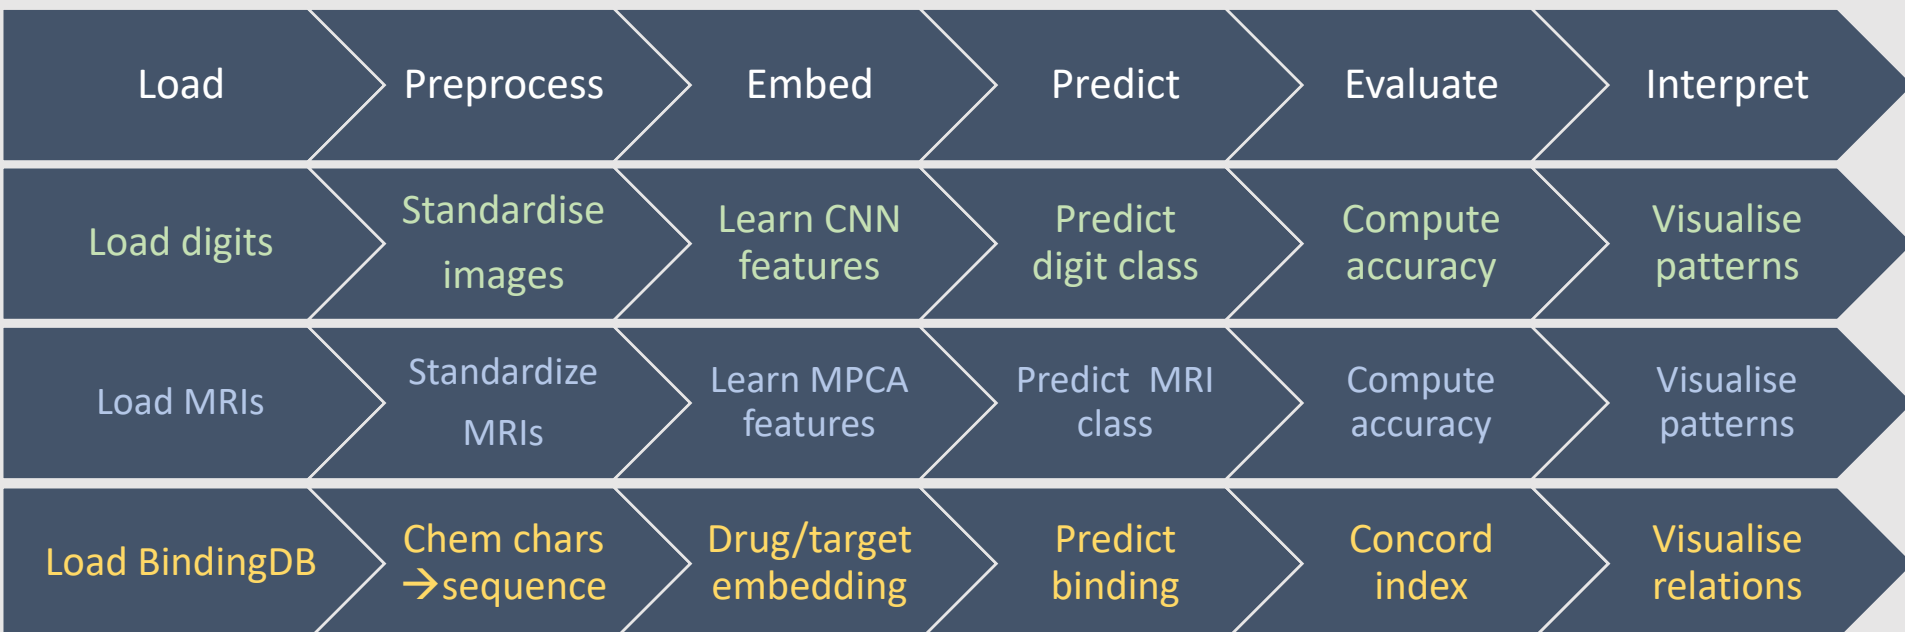 Load
Preprocess
Embed
Predict
Evaluate
Interpret
Load digits
Standardise
images
Learn CNN
features
Predict
digit class
Compute
accuracy
Visualise
patterns
Load MRIs
Standardize
MRIs
Learn MPCA
features
Predict MRI
class
Compute
accuracy
Visualise
patterns
Load BindingDB
Chem chars
→sequence
Drug/target
embedding
Predict
binding
Concord
index
Visualise
relations